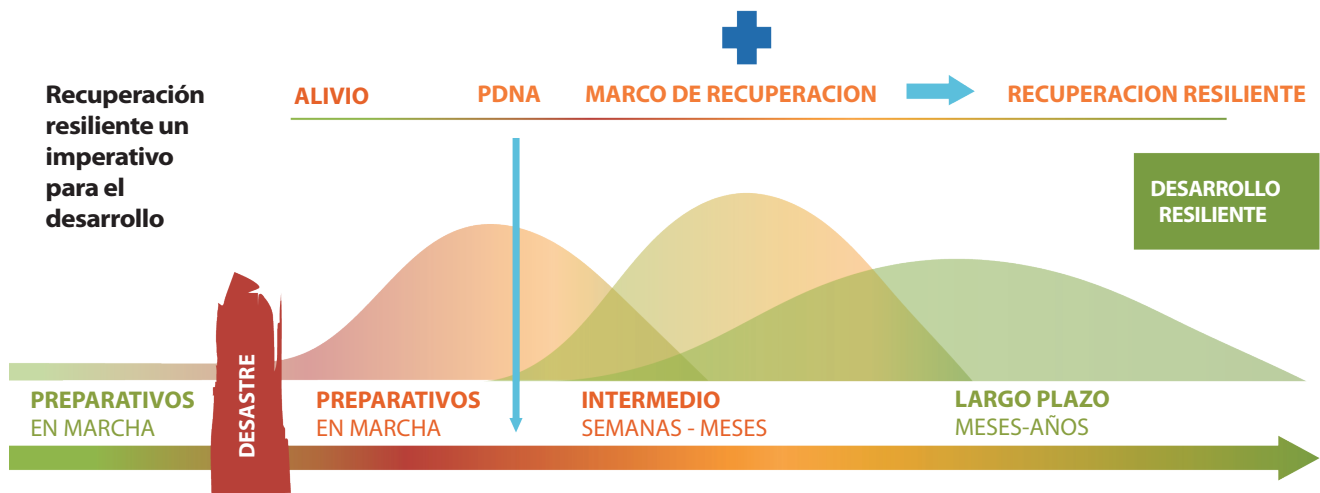 Recuperación
resiliente un
imperativo
para el
desarrollo
ALIVIO
PDNA
MARCO DE RECUPERACION
RECUPERACION RESILIENTE
DESARROLLO
RESILIENTE
DESASTRE
PREPARATIVOS
EN MARCHA
PREPARATIVOS
EN MARCHA
INTERMEDIO
SEMANAS - MESES
LARGO PLAZO
MESES-AÑOS